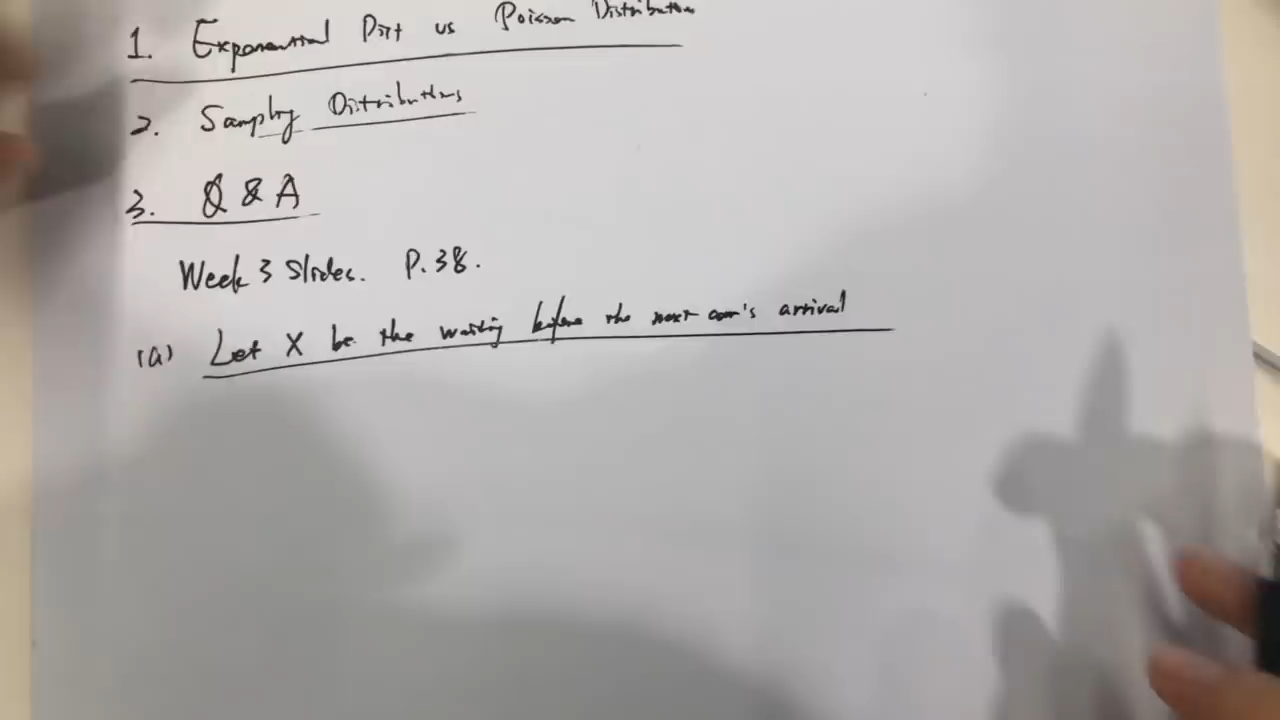 1. Exponential Dist vs Poisson Distribution
2. Sampling Distributions
3. Q & A
Week 3 Slides. P.38.
(a) Let X be the waiting before the next car's arrival